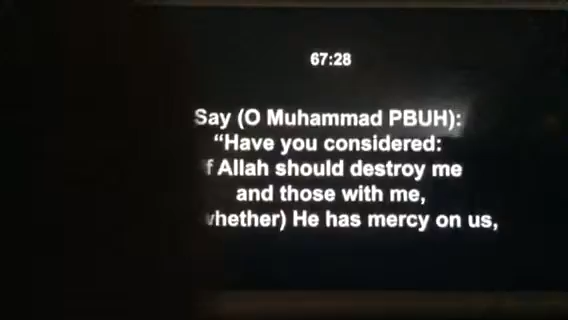 67:28
Say (O Muhammad PBUH):
“Have you considered:
f Allah should destroy me
and those with me,
whether) He has mercy on us,